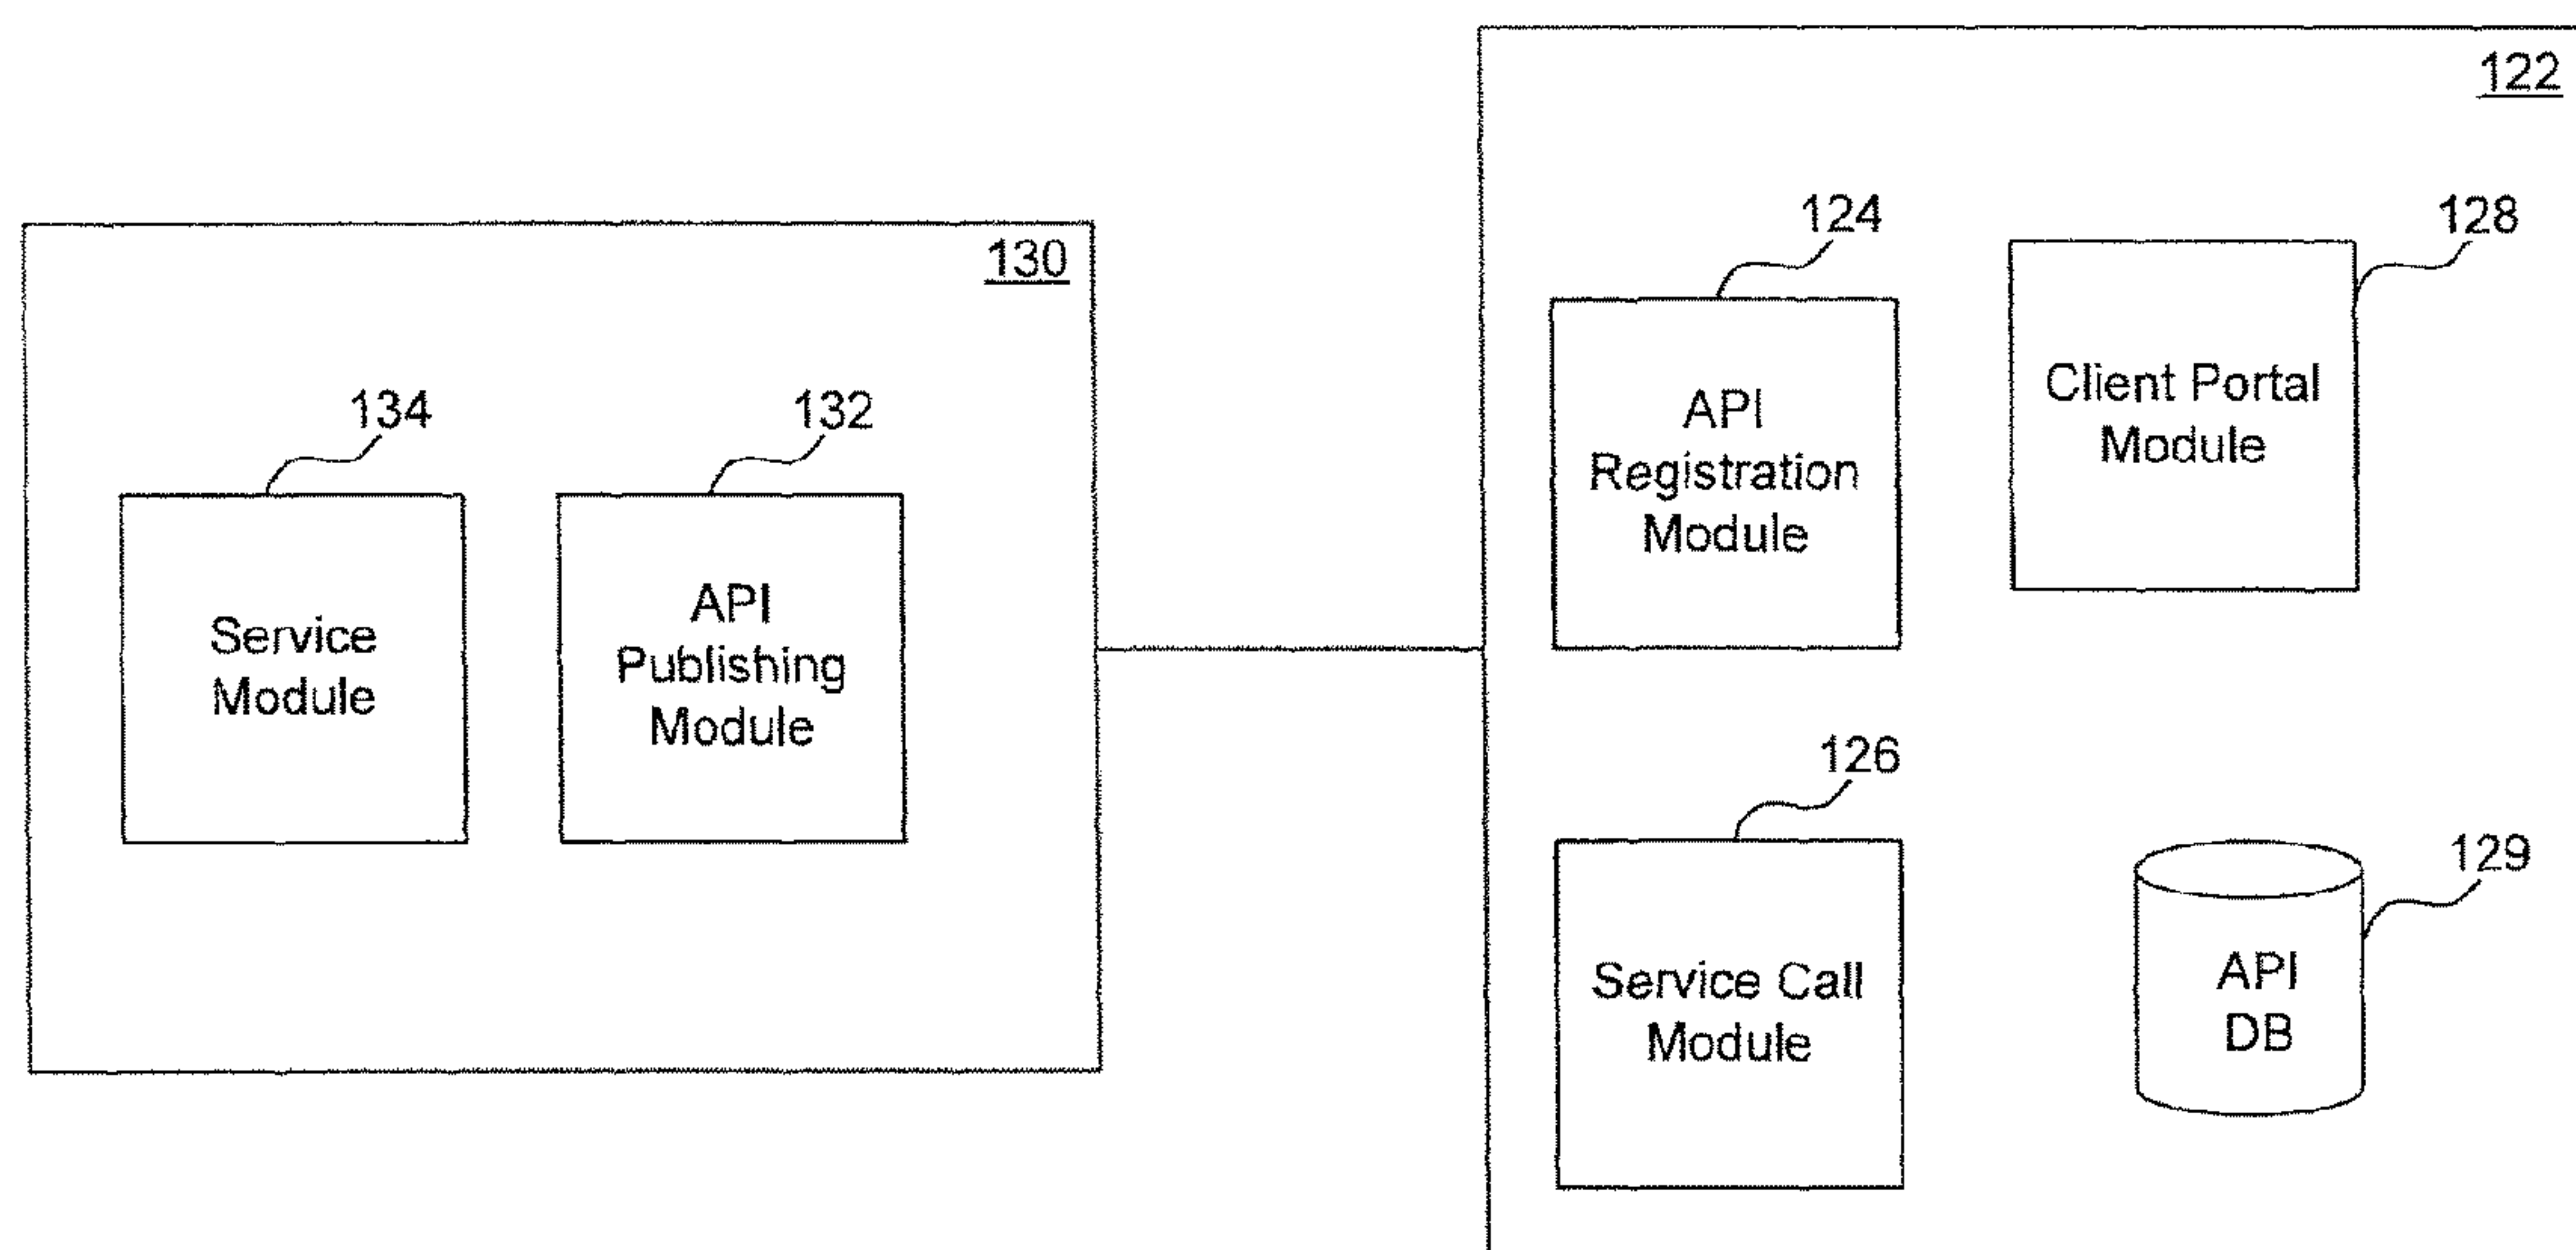 122
130
124
128
API
Registration
Module
Client Portal
Module
134
132
Service
Module
API
Publishing
Module
126
129
Service Call
Module
API
DB